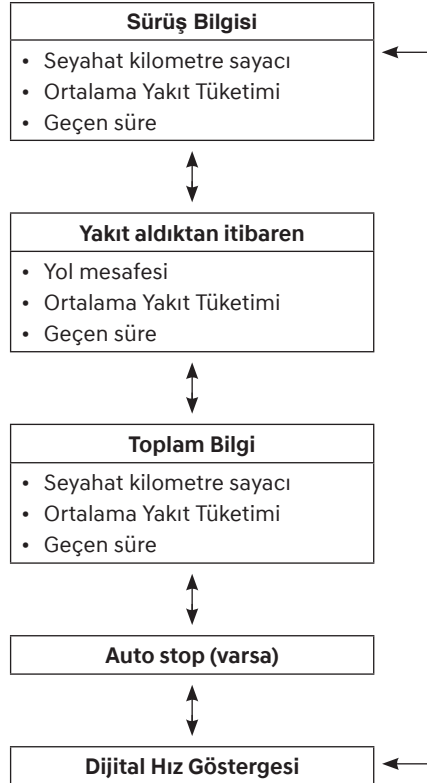 Sürüş Bilgisi
• Seyahat kilometre sayacı
• Ortalama Yakıt Tüketimi
• Geçen süre
Yakıt aldıktan itibaren
• Yol mesafesi
• Ortalama Yakıt Tüketimi
• Geçen süre
Toplam Bilgi
• Seyahat kilometre sayacı
• Ortalama Yakıt Tüketimi
• Geçen süre
Auto stop (varsa)
Dijital Hız Göstergesi